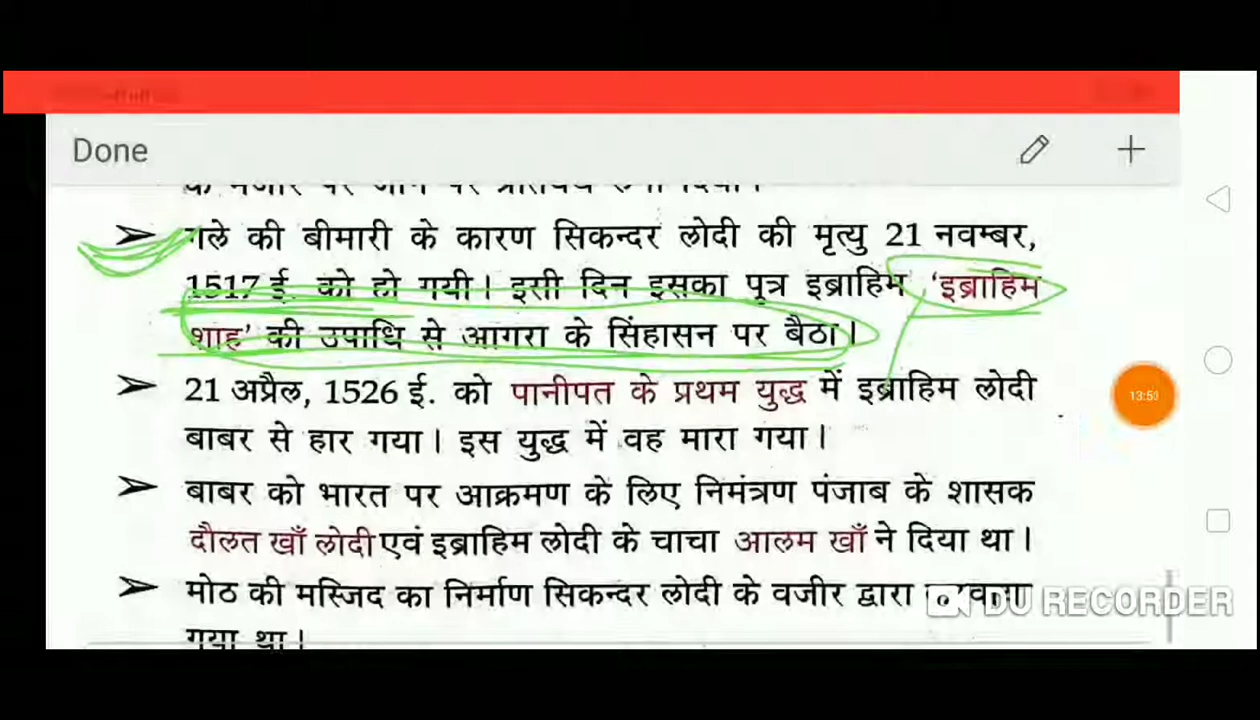 Done
➤ गले की बीमारी के कारण सिकन्दर लोदी की मृत्यु 21 नवम्बर,
1517 ई. को हो गयी। इसी दिन इसका पुत्र इब्राहिम 'इब्राहिम
शाह' की उपाधि से आगरा के सिंहासन पर बैठा।
➤ 21 अप्रैल, 1526 ई. को पानीपत के प्रथम युद्ध में इब्राहिम लोदी
13:53
बाबर से हार गया। इस युद्ध में वह मारा गया।
➤ बाबर को भारत पर आक्रमण के लिए निमंत्रण पंजाब के शासक
दौलत खाँ लोदी एवं इब्राहिम लोदी के चाचा आलम खाँ ने दिया था।
➤ मोठ की मस्जिद का निर्माण सिकन्दर लोदी के वजीर द्वारा
DU RECORDER
गया था।